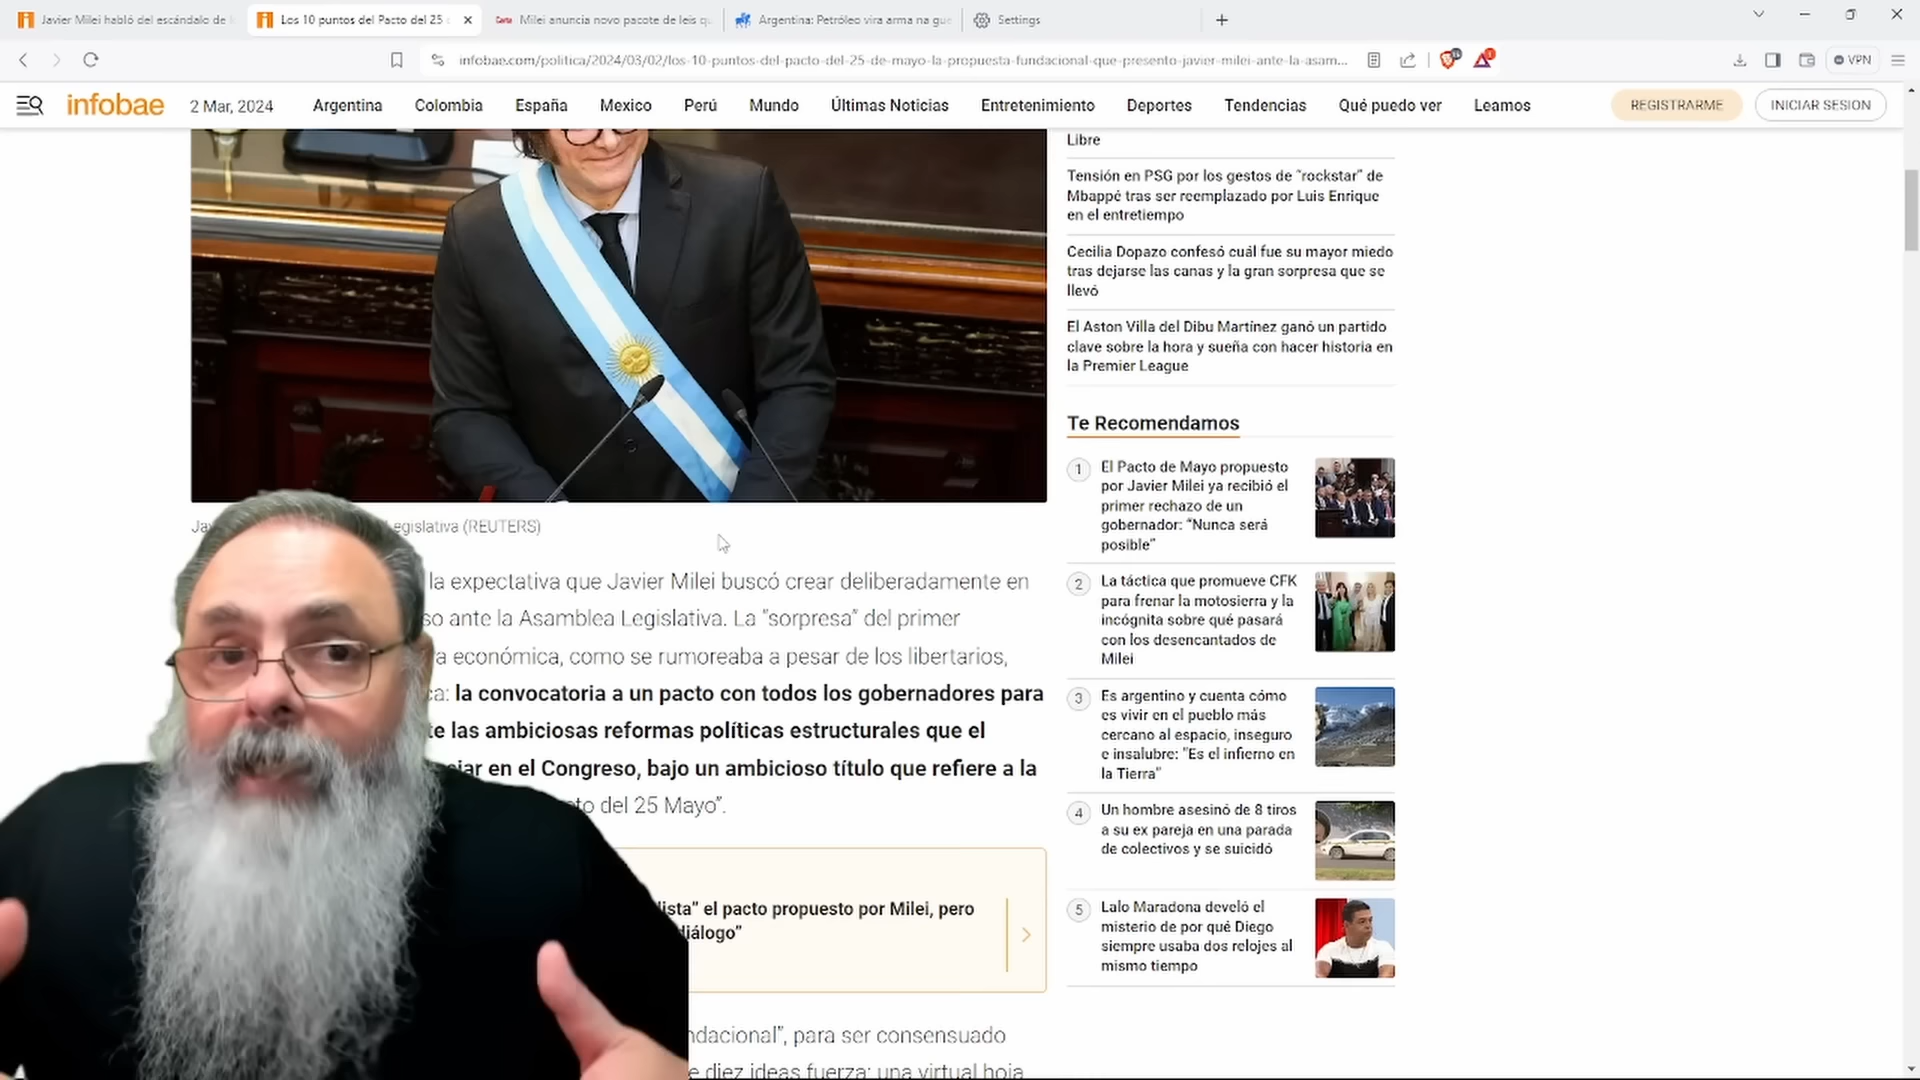 Javier Milei habló del escándalo de l
Los 10 puntos del Pacto del 25
Milei anuncia novo pacote de leis qu
Argentina: Petróleo vira arma na gue
Settings
infobae.com/politica/2024/03/02/los-10-puntos-del-pacto-del-25-de-mayo-la-propuesta-fundacional-que-presento-javier-milei-ante-la-asam...
VPN
infobae
2 Mar, 2024
Argentina
Colombia
España
Mexico
Perú
Mundo
Últimas Noticias
Entretenimiento
Deportes
Tendencias
Qué puedo ver
Leamos
REGISTRARME
INICIAR SESION
Ja
egislativa (REUTERS)
la expectativa que Javier Milei buscó crear deliberadamente en
so ante la Asamblea Legislativa. La “sorpresa” del primer
a económica, como se rumoreaba a pesar de los libertarios,
ca: la convocatoria a un pacto con todos los gobernadores para
te las ambiciosas reformas políticas estructurales que el
ciar en el Congreso, bajo un ambicioso título que refiere a la
to del 25 Mayo”.
lista” el pacto propuesto por Milei, pero
diálogo”
ndacional”, para ser consensuado
e diez ideas fuerza: una virtual hoja
Libre
Tensión en PSG por los gestos de “rockstar” de
Mbappé tras ser reemplazado por Luis Enrique
en el entretiempo
Cecilia Dopazo confesó cuál fue su mayor miedo
tras dejarse las canas y la gran sorpresa que se
llevó
El Aston Villa del Dibu Martínez ganó un partido
clave sobre la hora y sueña con hacer historia en
la Premier League
Te Recomendamos
1
El Pacto de Mayo propuesto
por Javier Milei ya recibió el
primer rechazo de un
gobernador: “Nunca será
posible”
2
La táctica que promueve CFK
para frenar la motosierra y la
incógnita sobre qué pasará
con los desencantados de
Milei
3
Es argentino y cuenta cómo
es vivir en el pueblo más
cercano al espacio, inseguro
e insalubre: “Es el infierno en
la Tierra”
4
Un hombre asesinó de 8 tiros
a su ex pareja en una parada
de colectivos y se suicidó
5
Lalo Maradona develó el
misterio de por qué Diego
siempre usaba dos relojes al
mismo tiempo